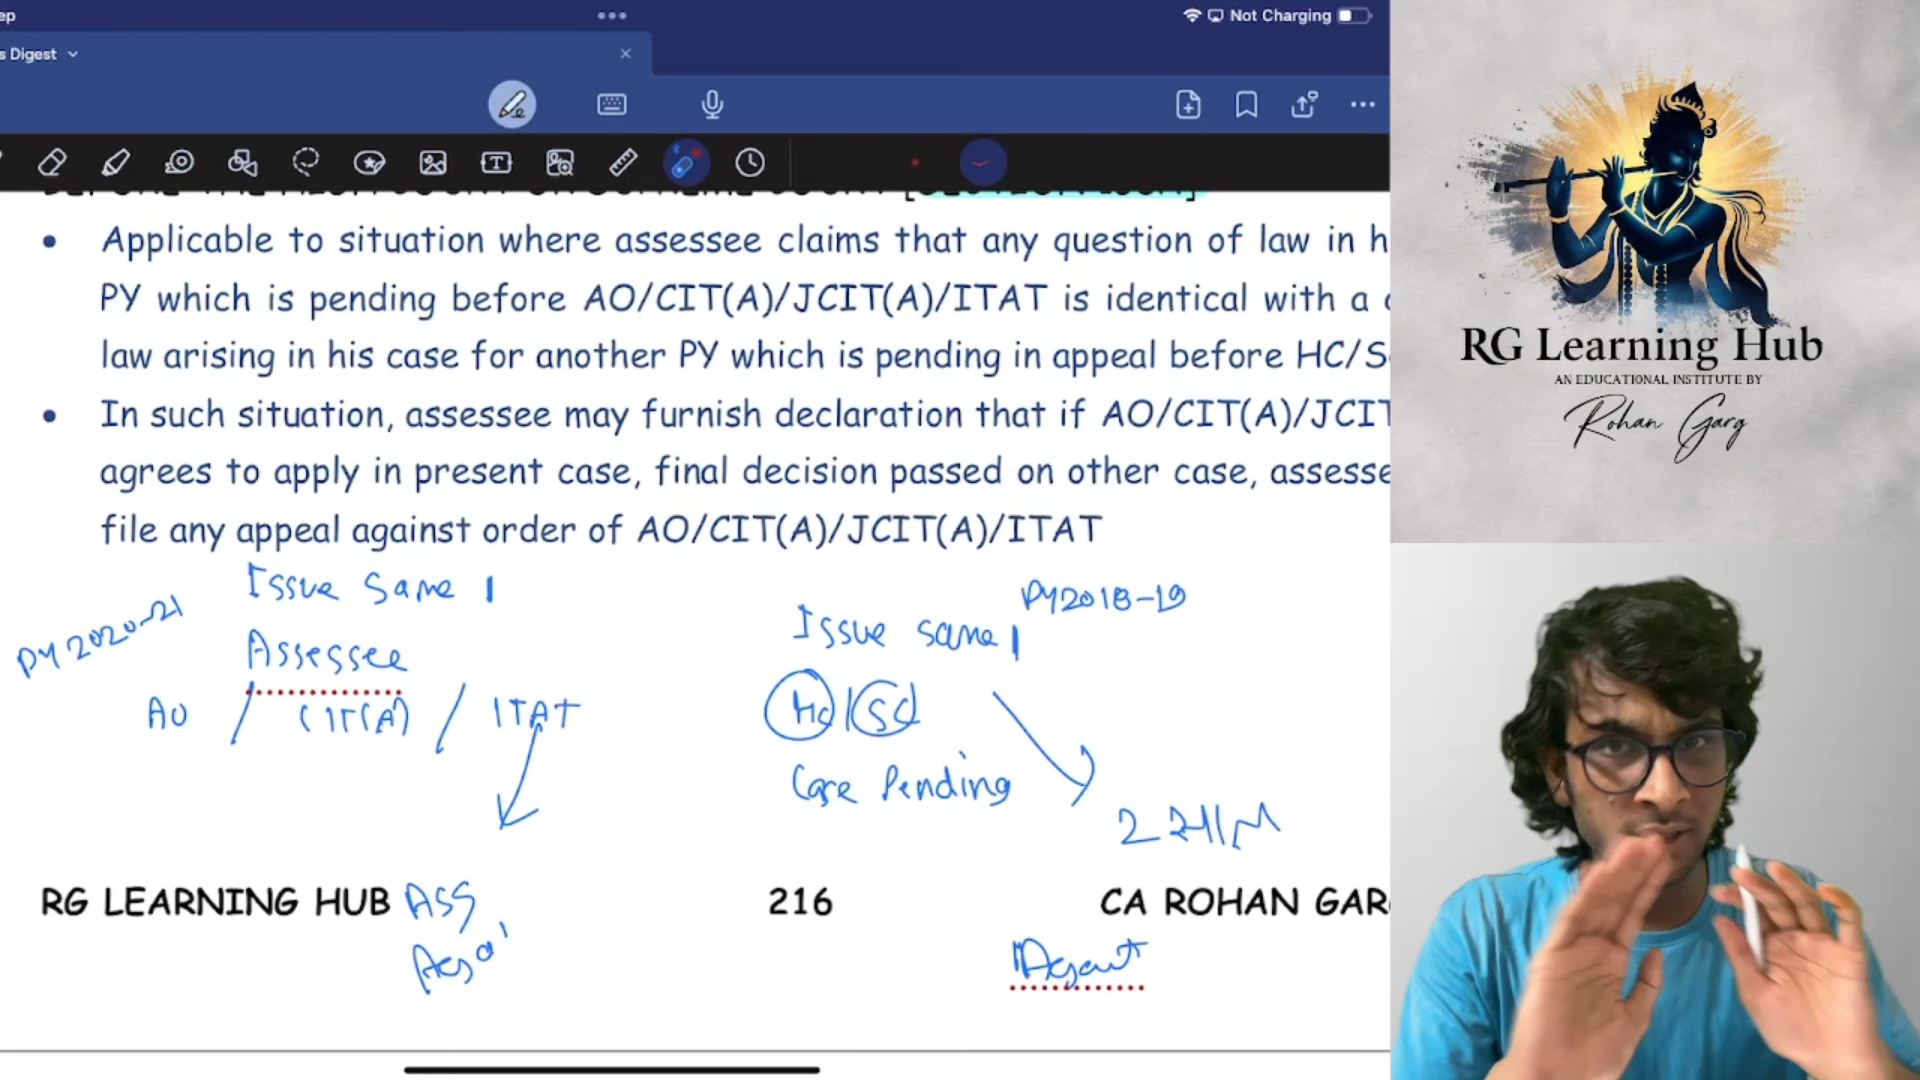 ep
Not Charging
s Digest
Applicable to situation where assessee claims that any question of law in h
PY which is pending before AO/CIT(A)/JCIT(A)/ITAT is identical with a
law arising in his case for another PY which is pending in appeal before HC/S
In such situation, assessee may furnish declaration that if AO/CIT(A)/JCIT
agrees to apply in present case, final decision passed on other case, assesse
file any appeal against order of AO/CIT(A)/JCIT(A)/ITAT
PY 2020-21
Issue Same 1
Assessee
AO / CIT(A) / ITAT
PY2018-19
Issue same 1
HC/SC
Case Pending
RG LEARNING HUB
216
CA ROHAN GAR
ASS
RG Learning Hub
AN EDUCATIONAL INSTITUTE BY
Rohan Garg